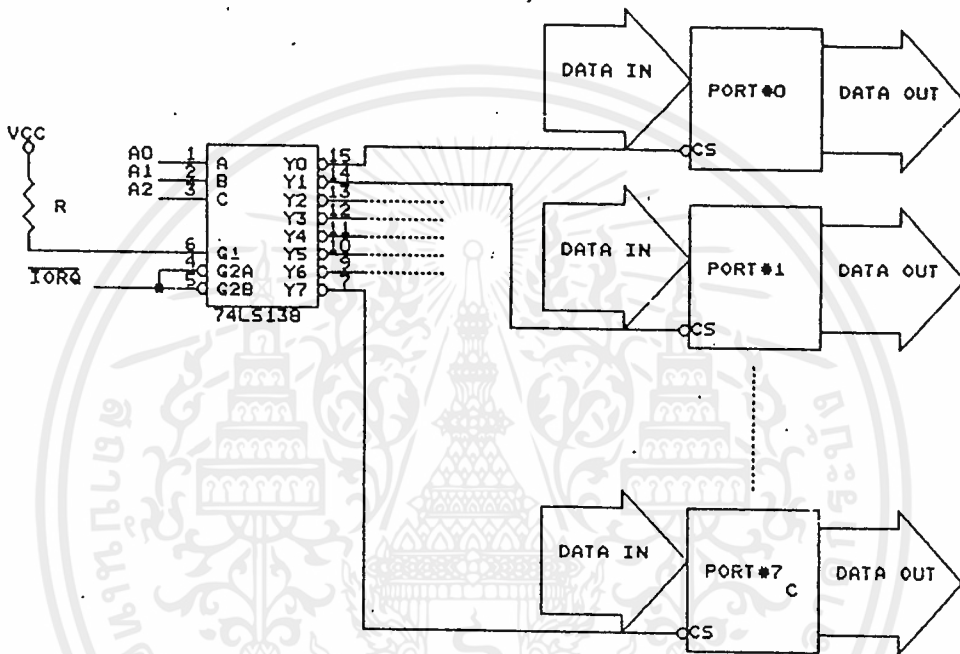 DATA IN
PORT#0
DATA OUT
CS
VCC
R
A0 1 A Y0 15
A1 2 B Y1 14
A2 3 C Y2 13
Y3 12
Y4 11
6 G1 Y5 10
4 G2A Y6 9
5 G2B Y7 7
IORQ
74LS138
DATA IN
PORT#1
DATA OUT
CS
DATA IN
PORT#7
C
DATA OUT
CS